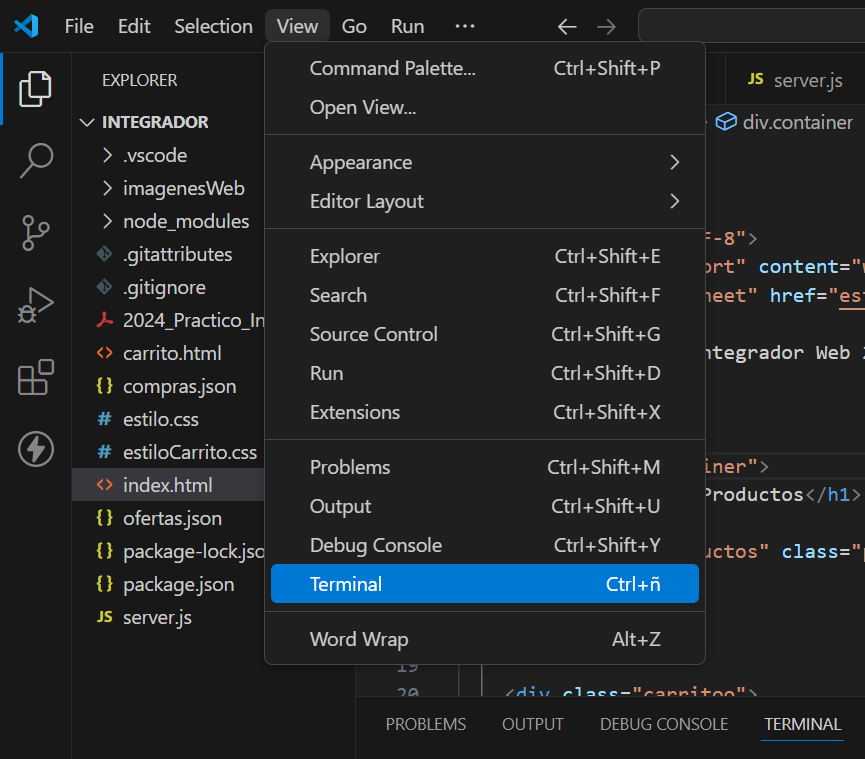 File Edit Selection View Go Run ...
EXPLORER
INTEGRADOR
.vscode
imagenesWeb
node_modules
.gitattributes
.gitignore
2024_Practico_In
carrito.html
compras.json
estilo.css
estiloCarrito.css
index.html
ofertas.json
package-lock.jso
package.json
JS server.js
Command Palette... Ctrl+Shift+P
Open View...
Appearance
Editor Layout
Explorer Ctrl+Shift+E
Search Ctrl+Shift+F
Source Control Ctrl+Shift+G
Run Ctrl+Shift+D
Extensions Ctrl+Shift+X
Problems Ctrl+Shift+M
Output Ctrl+Shift+U
Debug Console Ctrl+Shift+Y
Terminal Ctrl+ñ
Word Wrap Alt+Z
JS server.js
div.container
f-8">
ort" content="w
heet" href="est
ntegrador Web 2
iner">
Productos</h1>
uctos" class="p
19
20 <div class="carritoo">
PROBLEMS OUTPUT DEBUG CONSOLE TERMINAL